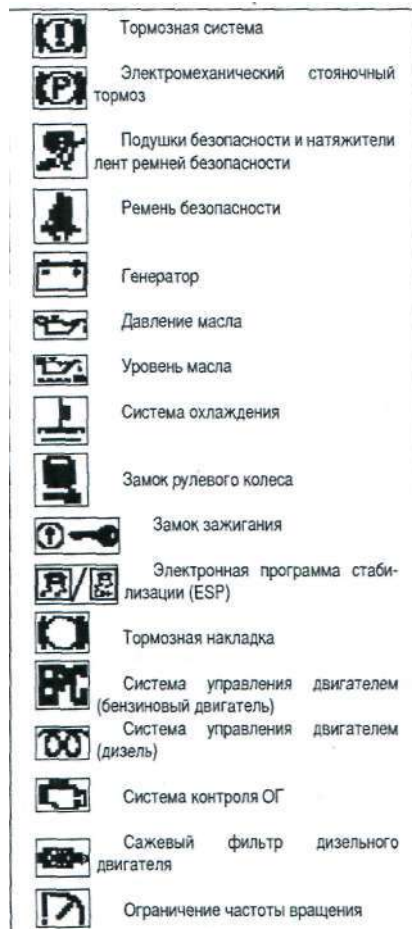 Тормозная система
Электромеханический стояночный
тормоз
Подушки безопасности и натяжители
лент ремней безопасности
Ремень безопасности
Генератор
Давление масла
Уровень масла
Система охлаждения
Замок рулевого колеса
Замок зажигания
Электронная программа стаби-
лизации (ESP)
Тормозная накладка
EPC
Система управления двигателем
(бензиновый двигатель)
Система управления двигателем
(дизель)
Система контроля ОГ
Сажевый фильтр дизельного
двигателя
Ограничение частоты вращения